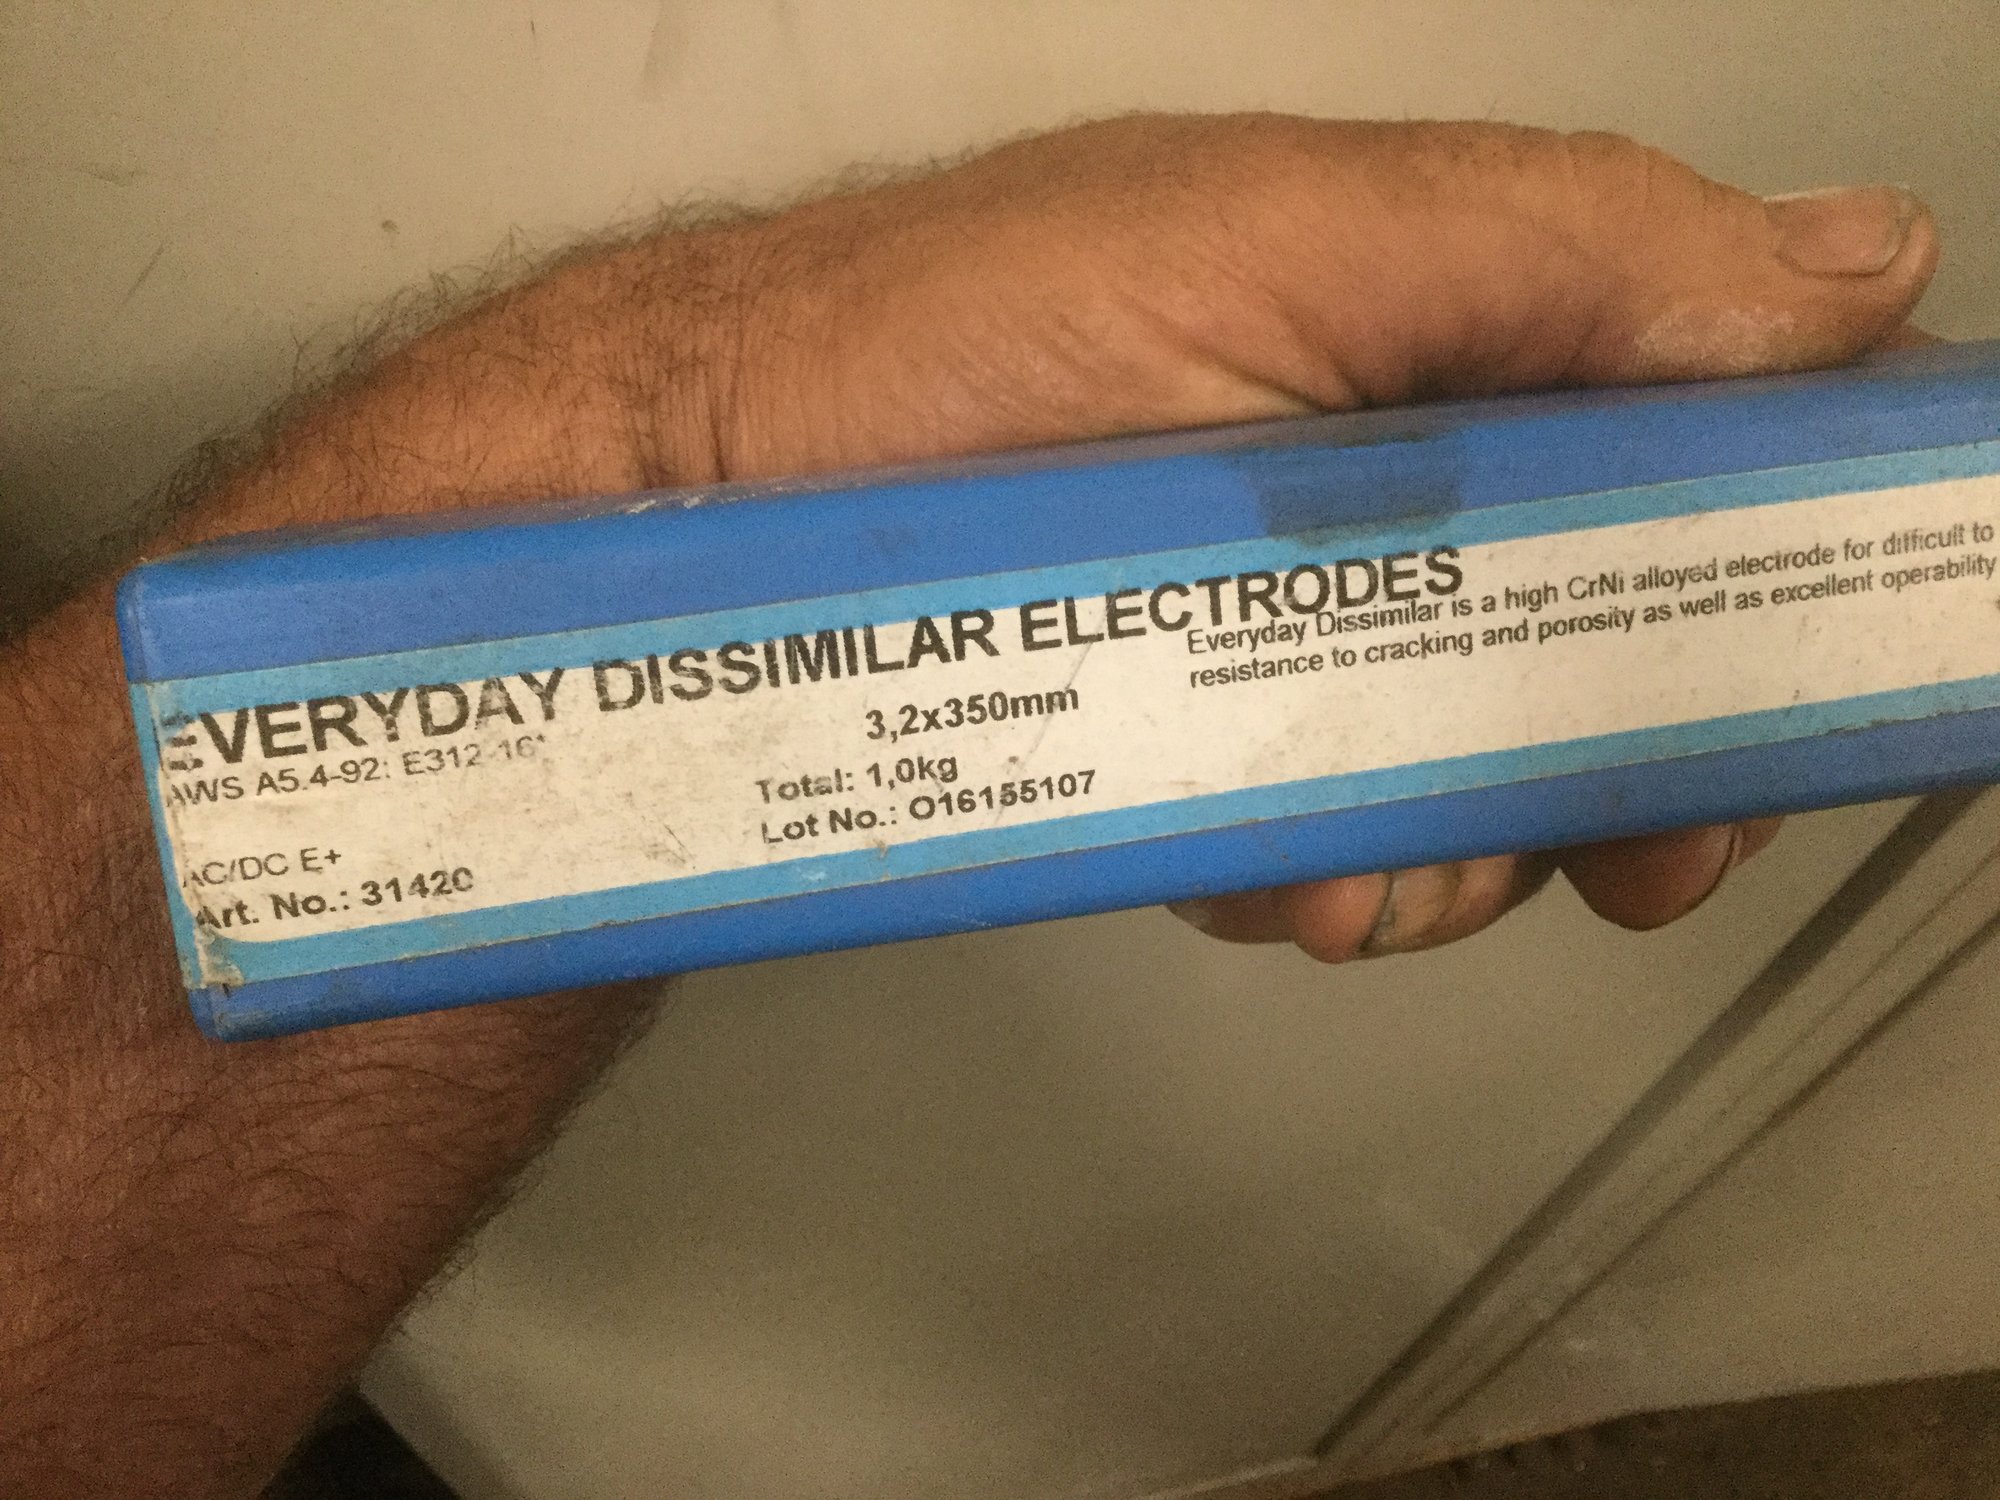 EVERYDAY DISSIMILAR ELECTRODES
AWS A5.4-92: E312-16*
3,2x350mm
Total: 1,0kg
Lot No.: O16155107
AC/DC E+
Art. No.: 31420
Everyday Dissimilar is a high CrNi alloyed electrode for difficult to
resistance to cracking and porosity as well as excellent operability